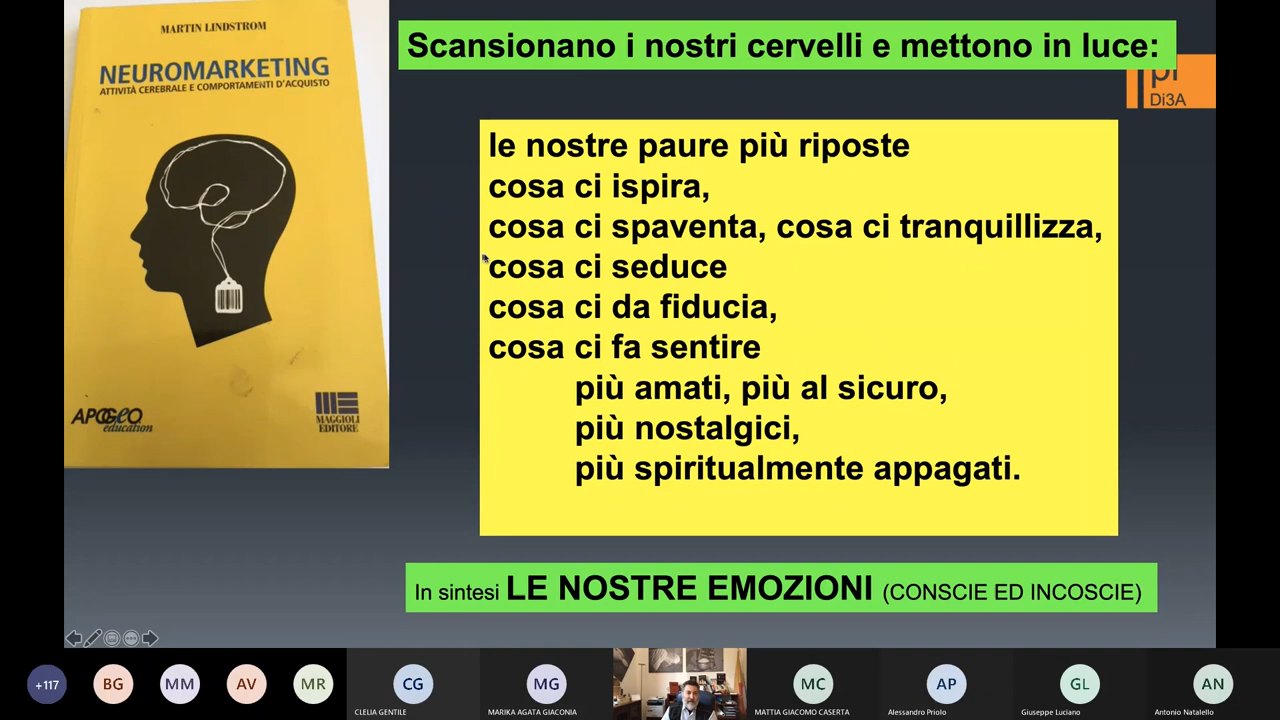 MARTIN LINDSTROM
NEUROMARKETING
ATTIVITÀ CEREBRALE E COMPORTAMENTI D'ACQUISTO
APOGEO
education
MAGGIOLI
EDITORE
Scansionano i nostri cervelli e mettono in luce:
Di3A
le nostre paure più riposte
cosa ci ispira,
cosa ci spaventa, cosa ci tranquillizza,
cosa ci seduce
cosa ci da fiducia,
cosa ci fa sentire
più amati, più al sicuro,
più nostalgici,
più spiritualmente appagati.
In sintesi LE NOSTRE EMOZIONI (CONSCIE ED INCOSCIE)
+117
BG
MM
AV
MR
CG
CLELIA GENTILE
MG
MARIKA AGATA GIACONIA
MC
MATTIA GIACOMO CASERTA
AP
Alessandro Priolo
GL
Giuseppe Luciano
AN
Antonio Natalello